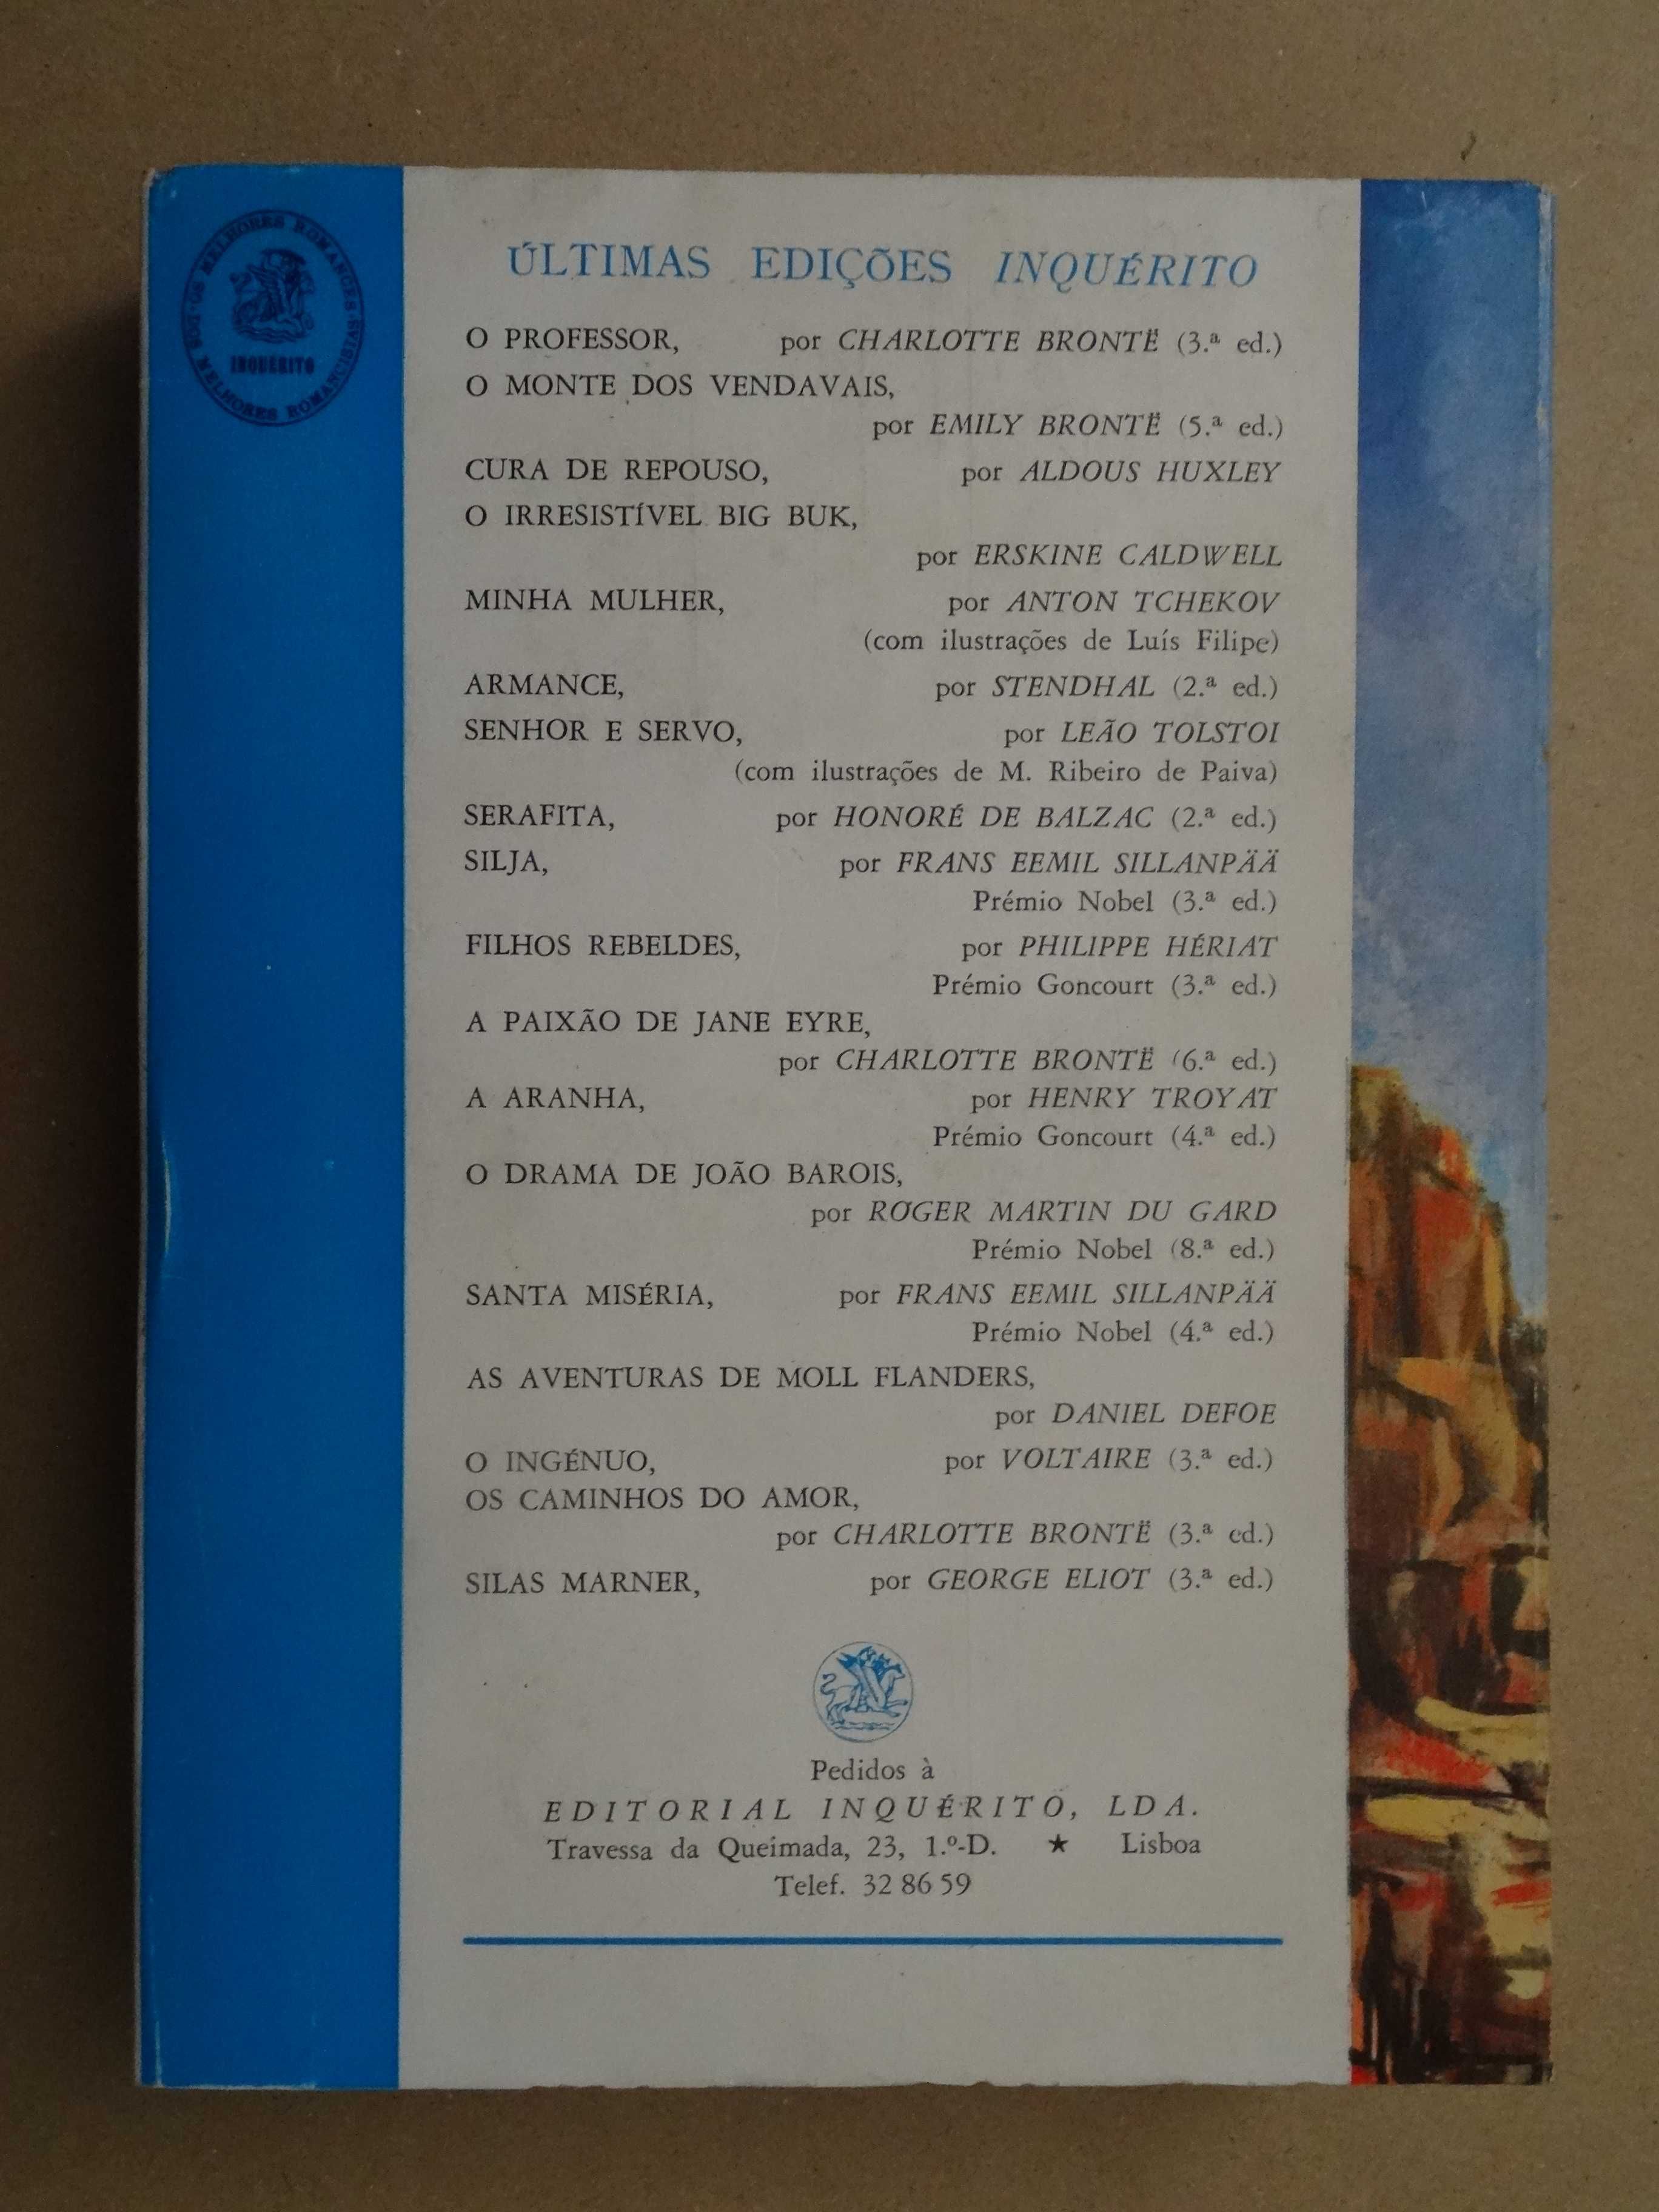 OS MELHORES ROMANCES DOS MELHORES ROMANCISTAS
INQUÉRITO
ÚLTIMAS EDIÇÕES INQUÉRITO
O PROFESSOR, por CHARLOTTE BRONTË (3.ª ed.)
O MONTE DOS VENDAVAIS,
por EMILY BRONTË (5.ª ed.)
CURA DE REPOUSO, por ALDOUS HUXLEY
O IRRESISTÍVEL BIG BUK,
por ERSKINE CALDWELL
MINHA MULHER, por ANTON TCHEKOV
(com ilustrações de Luís Filipe)
ARMANCE, por STENDHAL (2.ª ed.)
SENHOR E SERVO, por LEÃO TOLSTOI
(com ilustrações de M. Ribeiro de Paiva)
SERAFITA, por HONORÉ DE BALZAC (2.ª ed.)
SILJA, por FRANS EEMIL SILLANPÄÄ
Prémio Nobel (3.ª ed.)
FILHOS REBELDES, por PHILIPPE HÉRIAT
Prémio Goncourt (3.ª ed.)
A PAIXÃO DE JANE EYRE,
por CHARLOTTE BRONTË (6.ª ed.)
A ARANHA, por HENRY TROYAT
Prémio Goncourt (4.ª ed.)
O DRAMA DE JOÃO BAROIS,
por ROGER MARTIN DU GARD
Prémio Nobel (8.ª ed.)
SANTA MISÉRIA, por FRANS EEMIL SILLANPÄÄ
Prémio Nobel (4.ª ed.)
AS AVENTURAS DE MOLL FLANDERS,
por DANIEL DEFOE
O INGÉNUO, por VOLTAIRE (3.ª ed.)
OS CAMINHOS DO AMOR,
por CHARLOTTE BRONTË (3.ª ed.)
SILAS MARNER, por GEORGE ELIOT (3.ª ed.)
Pedidos à
EDITORIAL INQUÉRITO, LDA.
Travessa da Queimada, 23, 1.º-D. ★ Lisboa
Telef. 32 86 59